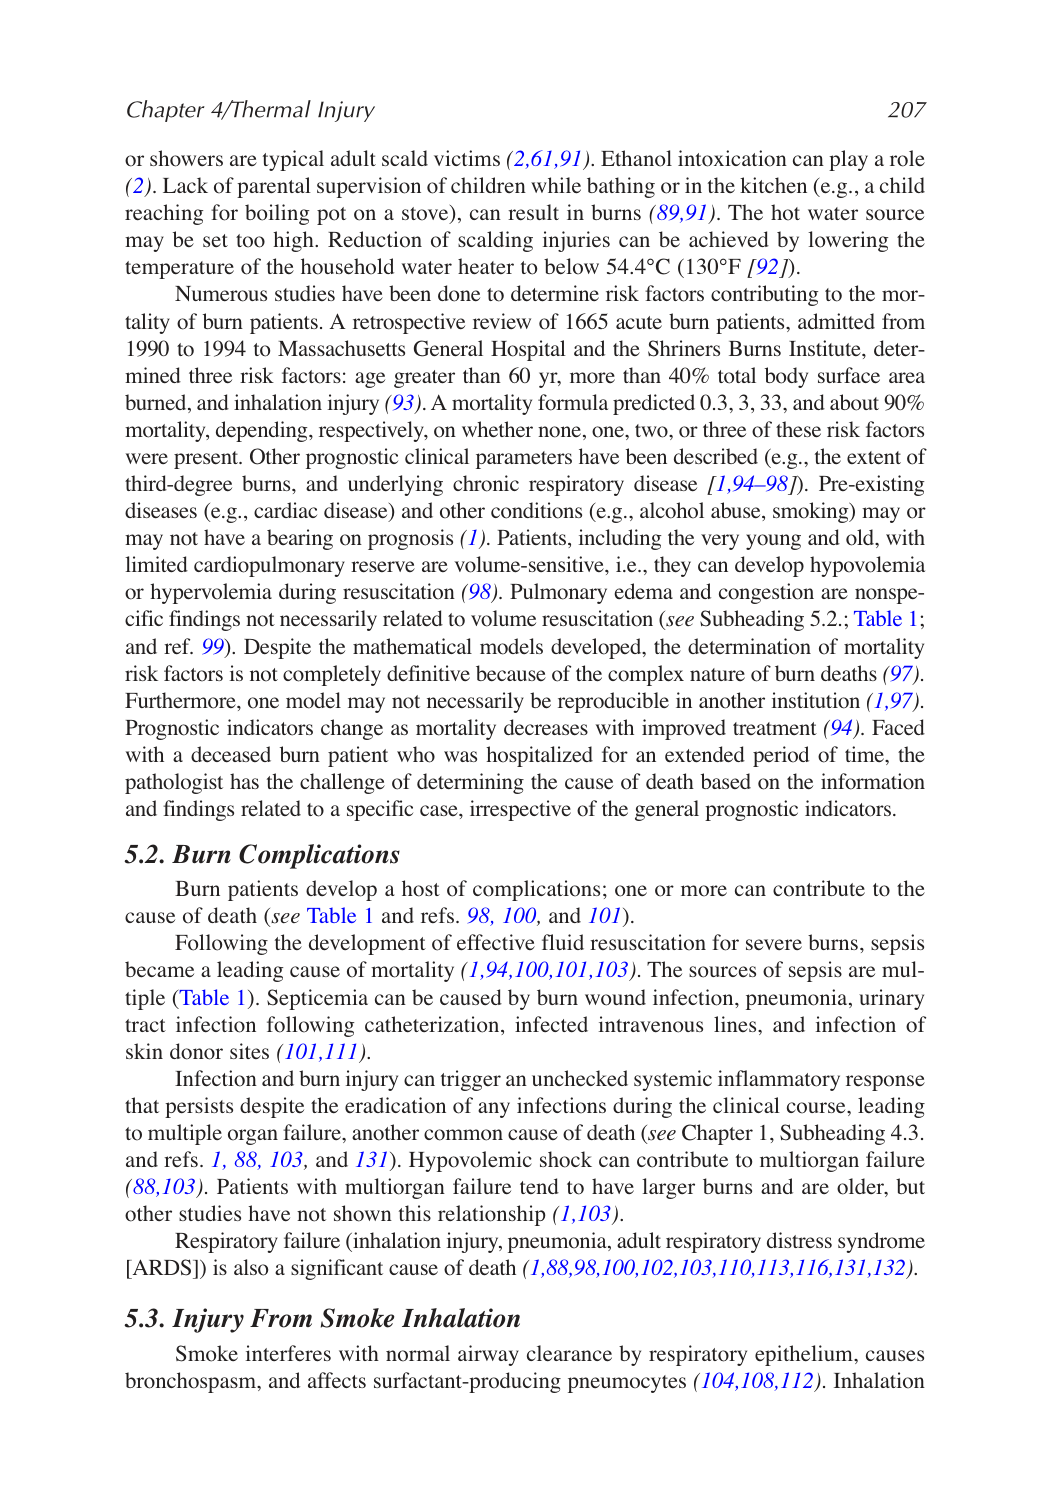 Chapter 4/Thermal Injury 207
or showers are typical adult scald victims (2,61,91). Ethanol intoxication can play a role
(2). Lack of parental supervision of children while bathing or in the kitchen (e.g., a child
reaching for boiling pot on a stove), can result in burns (89,91). The hot water source
may be set too high. Reduction of scalding injuries can be achieved by lowering the
temperature of the household water heater to below 54.4°C (130°F [92]).
Numerous studies have been done to determine risk factors contributing to the mor-
tality of burn patients. A retrospective review of 1665 acute burn patients, admitted from
1990 to 1994 to Massachusetts General Hospital and the Shriners Burns Institute, deter-
mined three risk factors: age greater than 60 yr, more than 40% total body surface area
burned, and inhalation injury (93). A mortality formula predicted 0.3, 3, 33, and about 90%
mortality, depending, respectively, on whether none, one, two, or three of these risk factors
were present. Other prognostic clinical parameters have been described (e.g., the extent of
third-degree burns, and underlying chronic respiratory disease [1,94–98]). Pre-existing
diseases (e.g., cardiac disease) and other conditions (e.g., alcohol abuse, smoking) may or
may not have a bearing on prognosis (1). Patients, including the very young and old, with
limited cardiopulmonary reserve are volume-sensitive, i.e., they can develop hypovolemia
or hypervolemia during resuscitation (98). Pulmonary edema and congestion are nonspe-
cific findings not necessarily related to volume resuscitation (see Subheading 5.2.; Table 1;
and ref. 99). Despite the mathematical models developed, the determination of mortality
risk factors is not completely definitive because of the complex nature of burn deaths (97).
Furthermore, one model may not necessarily be reproducible in another institution (1,97).
Prognostic indicators change as mortality decreases with improved treatment (94). Faced
with a deceased burn patient who was hospitalized for an extended period of time, the
pathologist has the challenge of determining the cause of death based on the information
and findings related to a specific case, irrespective of the general prognostic indicators.
5.2. Burn Complications
Burn patients develop a host of complications; one or more can contribute to the
cause of death (see Table 1 and refs. 98, 100, and 101).
Following the development of effective fluid resuscitation for severe burns, sepsis
became a leading cause of mortality (1,94,100,101,103). The sources of sepsis are mul-
tiple (Table 1). Septicemia can be caused by burn wound infection, pneumonia, urinary
tract infection following catheterization, infected intravenous lines, and infection of
skin donor sites (101,111).
Infection and burn injury can trigger an unchecked systemic inflammatory response
that persists despite the eradication of any infections during the clinical course, leading
to multiple organ failure, another common cause of death (see Chapter 1, Subheading 4.3.
and refs. 1, 88, 103, and 131). Hypovolemic shock can contribute to multiorgan failure
(88,103). Patients with multiorgan failure tend to have larger burns and are older, but
other studies have not shown this relationship (1,103).
Respiratory failure (inhalation injury, pneumonia, adult respiratory distress syndrome
[ARDS]) is also a significant cause of death (1,88,98,100,102,103,110,113,116,131,132).
5.3. Injury From Smoke Inhalation
Smoke interferes with normal airway clearance by respiratory epithelium, causes
bronchospasm, and affects surfactant-producing pneumocytes (104,108,112). Inhalation